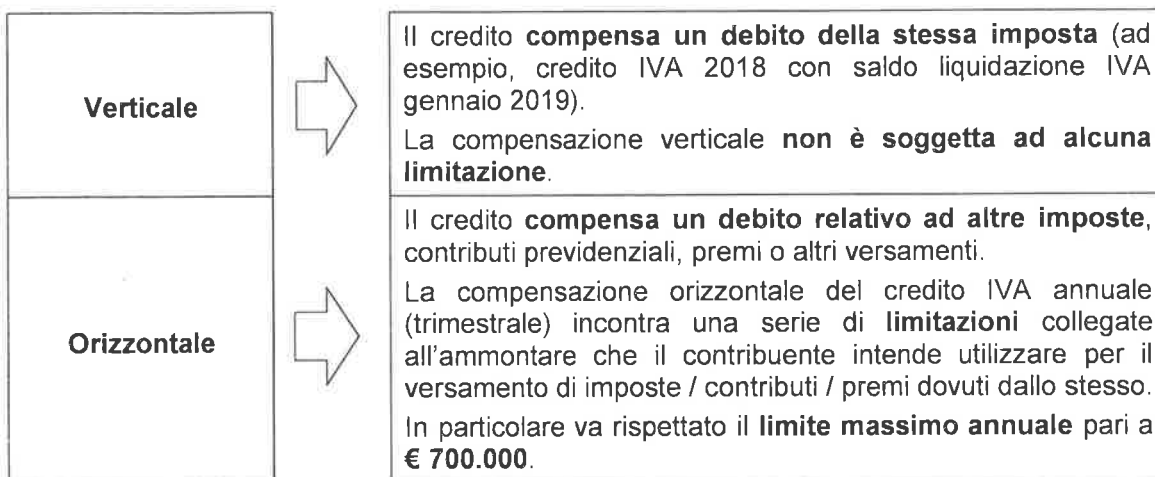 Verticale
Il credito compensa un debito della stessa imposta (ad
esempio, credito IVA 2018 con saldo liquidazione IVA
gennaio 2019).
La compensazione verticale non è soggetta ad alcuna
limitazione.
Orizzontale
Il credito compensa un debito relativo ad altre imposte,
contributi previdenziali, premi o altri versamenti.
La compensazione orizzontale del credito IVA annuale
(trimestrale) incontra una serie di limitazioni collegate
all'ammontare che il contribuente intende utilizzare per il
versamento di imposte / contributi / premi dovuti dallo stesso.
In particolare va rispettato il limite massimo annuale pari a
€ 700.000.